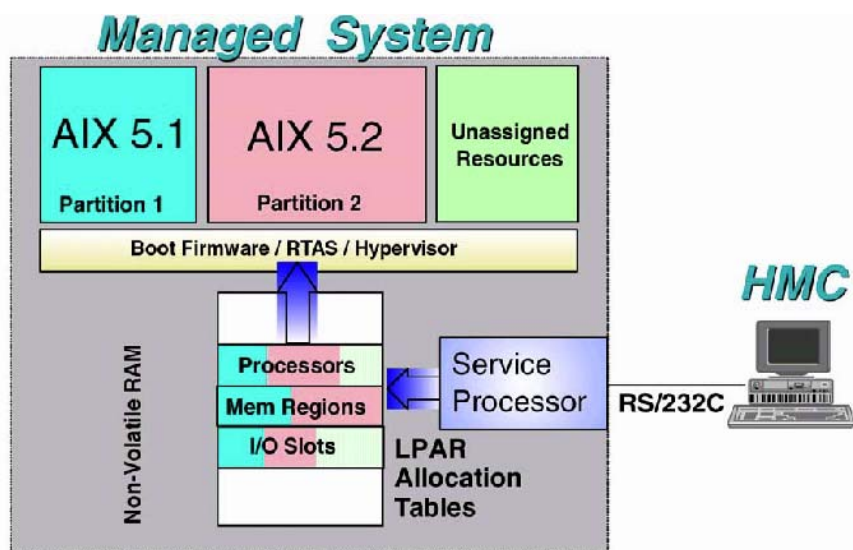 Managed System
AIX 5.1
Partition 1
AIX 5.2
Partition 2
Unassigned
Resources
Boot Firmware / RTAS / Hypervisor
HMC
Non-Volatile RAM
Processors
Mem Regions
I/O Slots
Service
Processor
RS/232C
LPAR
Allocation
Tables